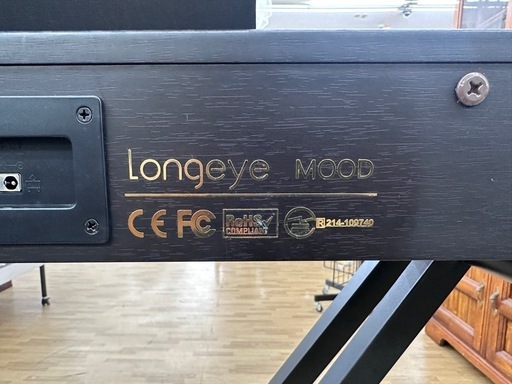 Longeye MOOD
CE FC RoHS
COMPLIANT R 214-109740